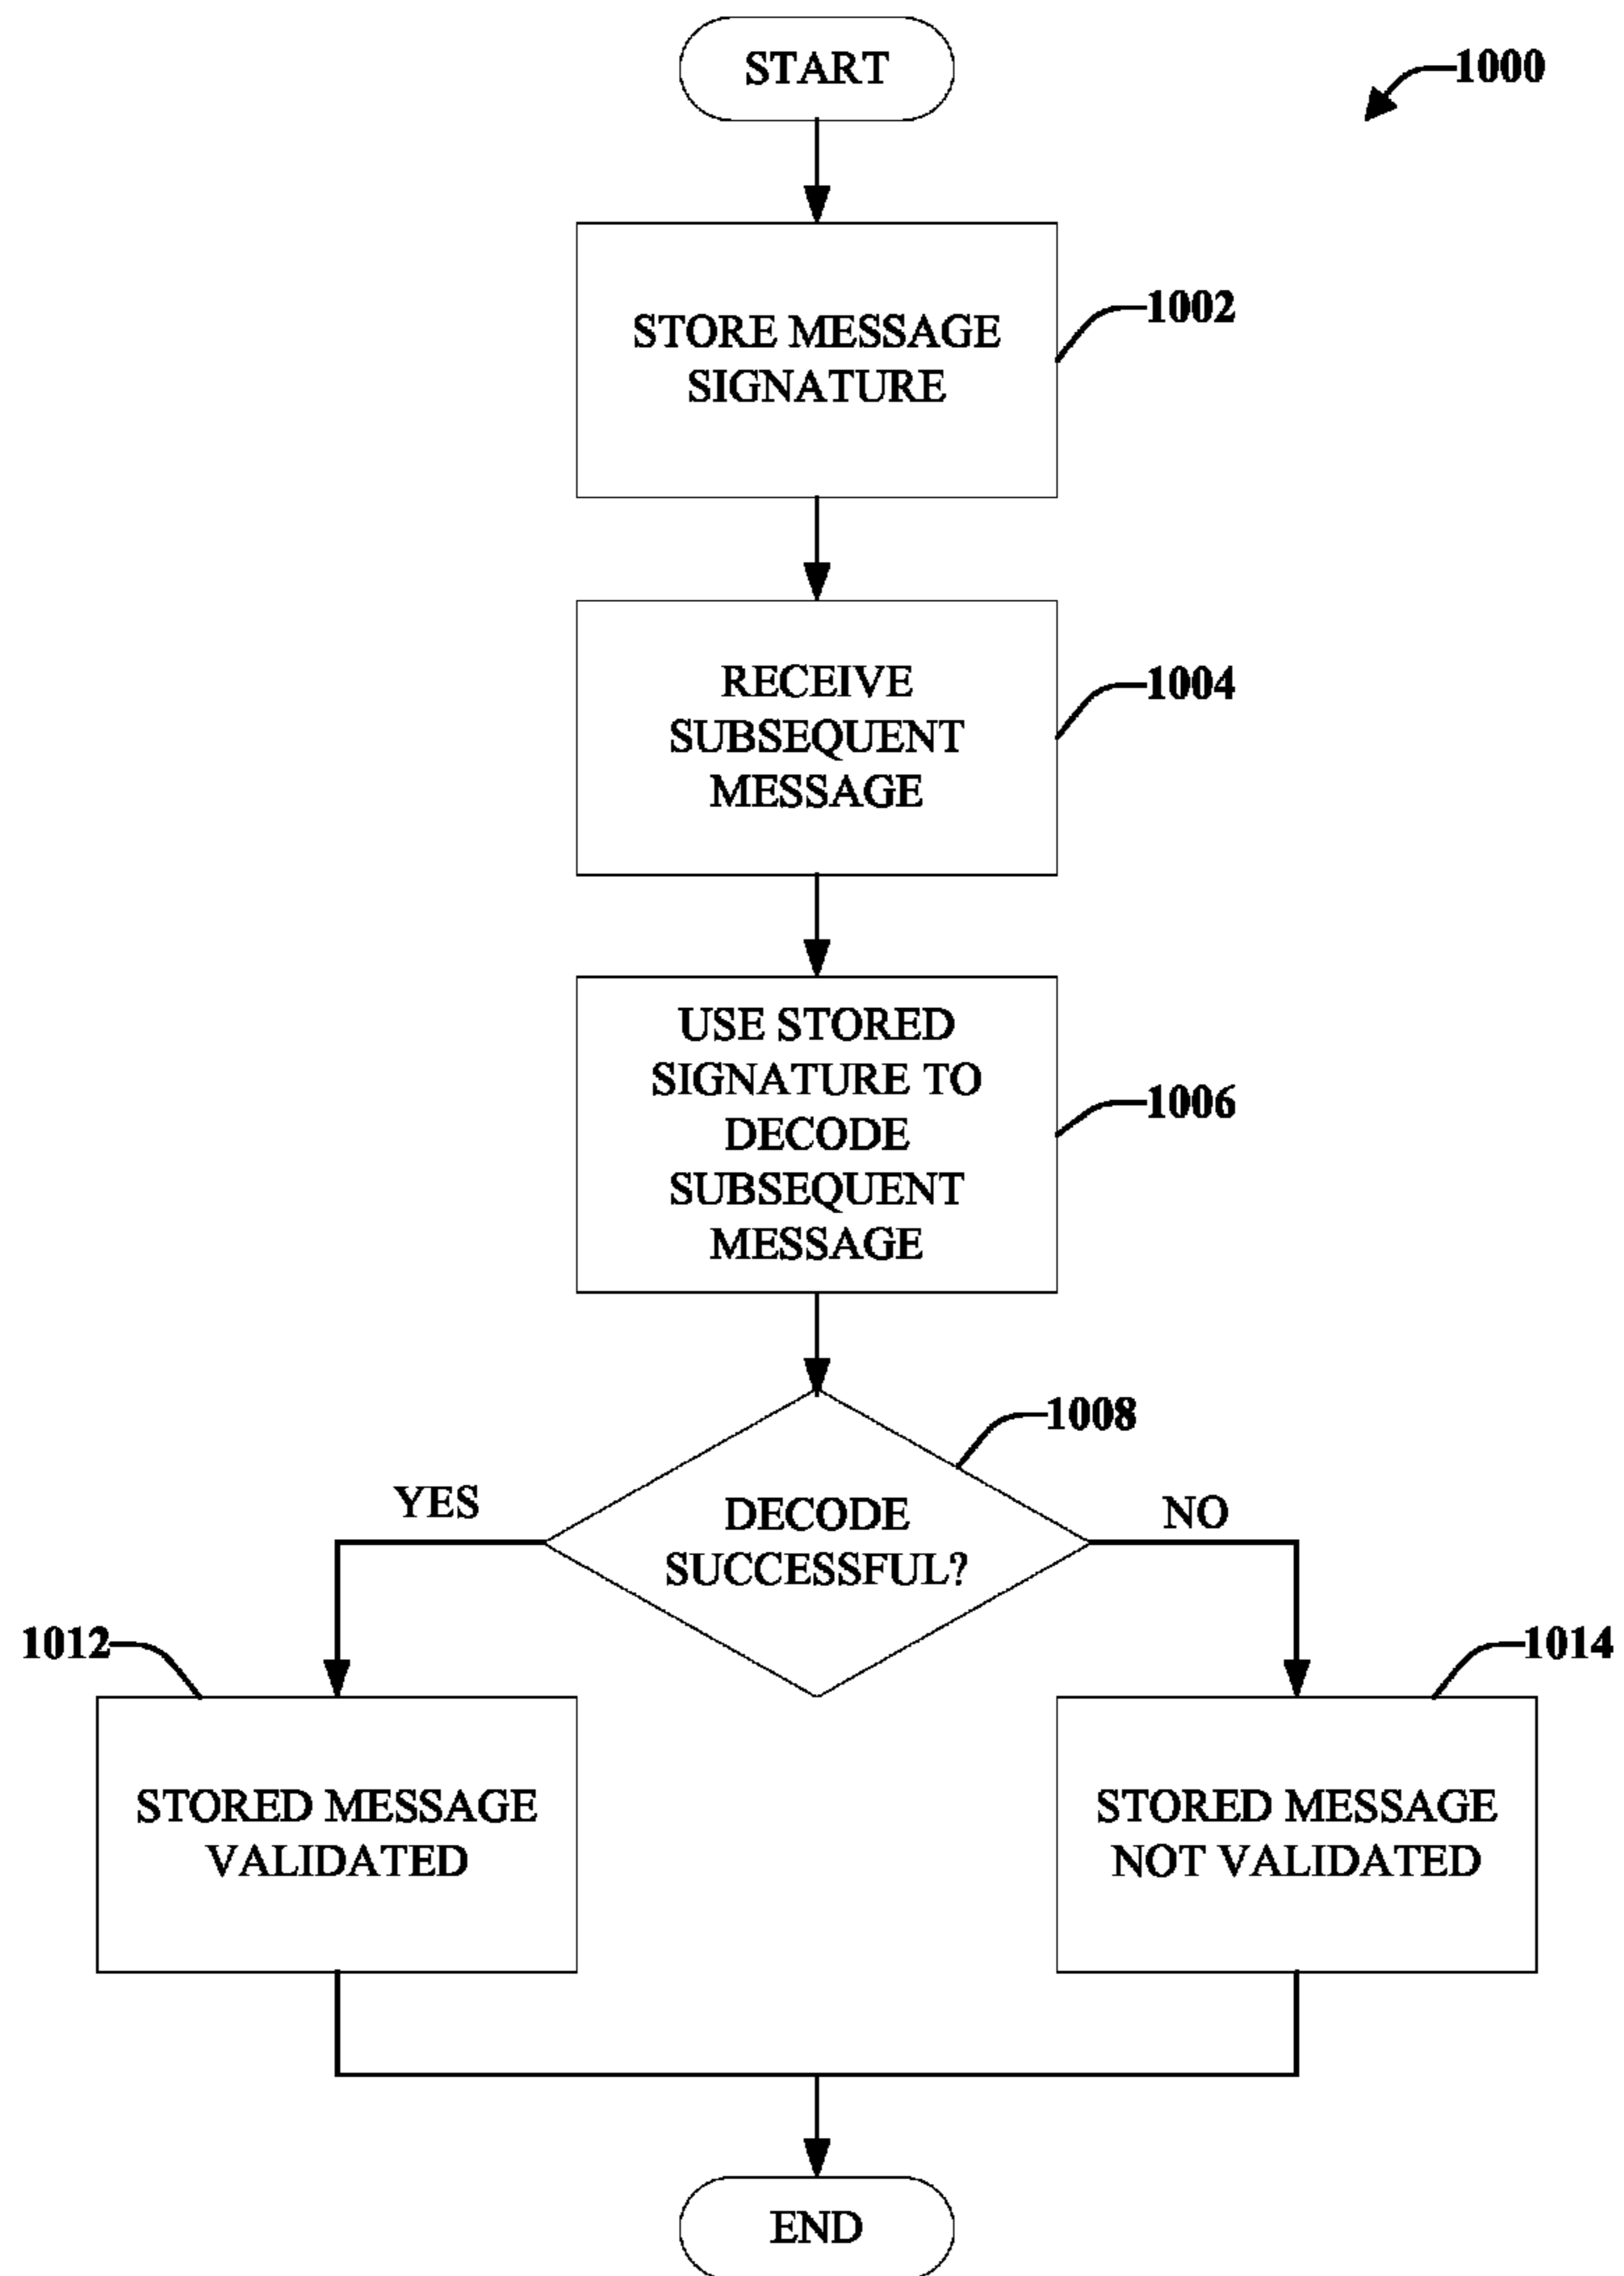 START
1000
STORE MESSAGE
SIGNATURE
1002
RECEIVE
SUBSEQUENT
MESSAGE
1004
USE STORED
SIGNATURE TO
DECODE
SUBSEQUENT
MESSAGE
1006
DECODE
SUCCESSFUL?
1008
YES
NO
1012
STORED MESSAGE
VALIDATED
1014
STORED MESSAGE
NOT VALIDATED
END